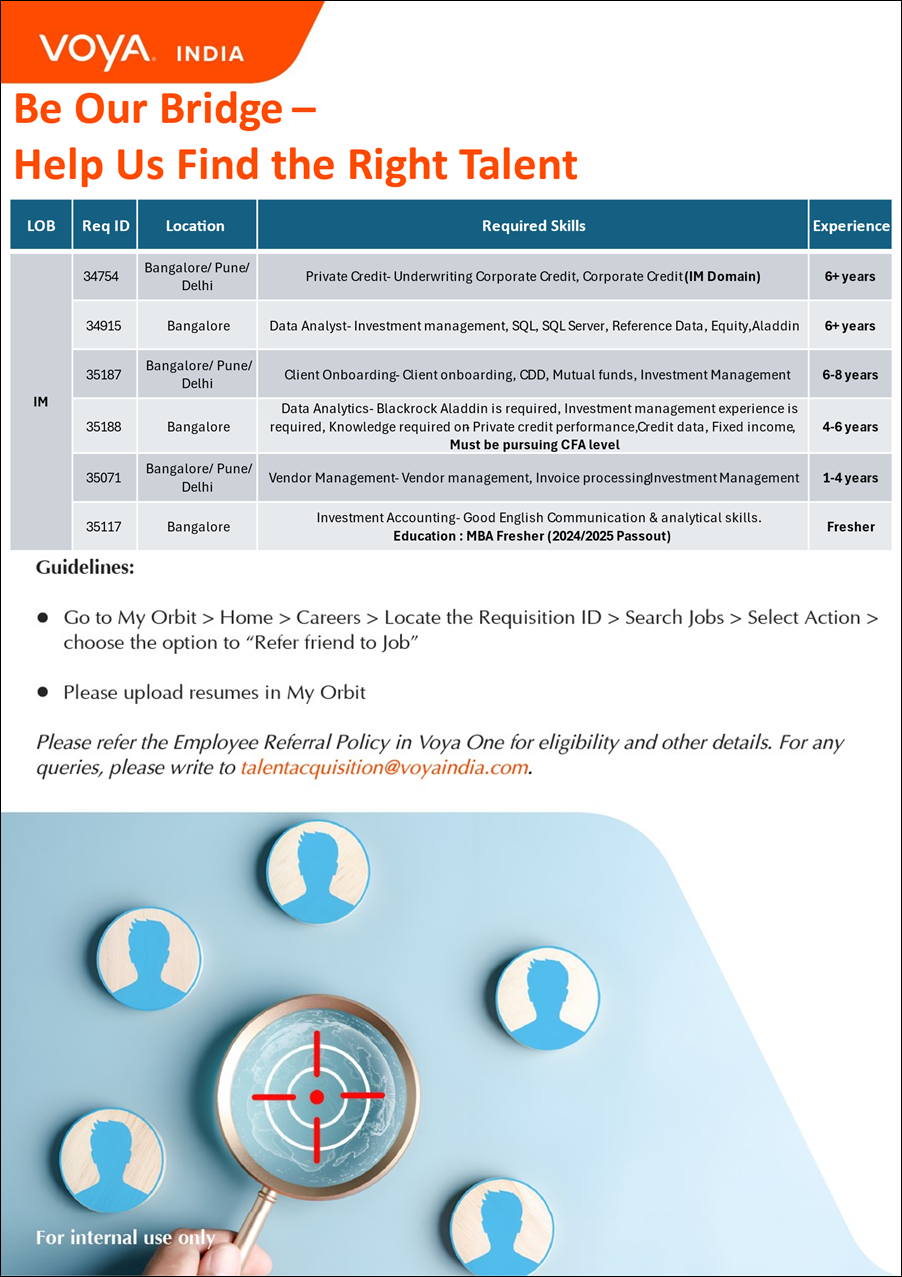 VOYA® INDIA
Be Our Bridge –
Help Us Find the Right Talent
LOB Req ID Location Required Skills Experience
IM
34754 Bangalore/ Pune/ Delhi Private Credit- Underwriting Corporate Credit, Corporate Credit(IM Domain) 6+ years
34915 Bangalore Data Analyst- Investment management, SQL, SQL Server, Reference Data, Equity,Aladdin 6+ years
35187 Bangalore/ Pune/ Delhi Client Onboarding- Client onboarding, CDD, Mutual funds, Investment Management 6-8 years
35188 Bangalore Data Analytics- Blackrock Aladdin is required, Investment management experience is
required, Knowledge required on Private credit performance,Credit data, Fixed income,
Must be pursuing CFA level 4-6 years
35071 Bangalore/ Pune/ Delhi Vendor Management- Vendor management, Invoice processingInvestment Management 1-4 years
35117 Bangalore Investment Accounting- Good English Communication & analytical skills.
Education : MBA Fresher (2024/2025 Passout) Fresher
Guidelines:
● Go to My Orbit > Home > Careers > Locate the Requisition ID > Search Jobs > Select Action >
choose the option to “Refer friend to Job”
● Please upload resumes in My Orbit
Please refer the Employee Referral Policy in Voya One for eligibility and other details. For any
queries, please write to talentacquisition@voyaindia.com.
For internal use only